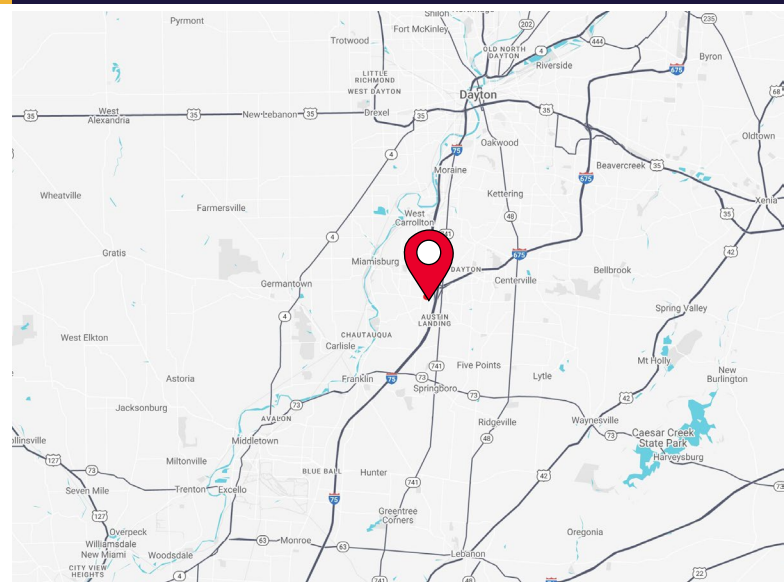 Pyrmont
Shiloh
Fort McKinley
202
235
Trotwood
OLD NORTH
DAYTON
4
444
Riverside
Byron
675
LITTLE
RICHMOND
WEST DAYTON
Dayton
68
35
West
Alexandria
35
New Lebanon
35
Drexel
35
35
Oldtown
4
75
Oakwood
Beavercreek
35
Moraine
675
Wheatville
Farmersville
Kettering
Xenia
West
Carrollton
48
35
4
741
42
Gratis
Miamisburg
675
DAYTON
Germantown
Centerville
Bellbrook
4
AUSTIN
LANDING
Spring Valley
West Elkton
CHAUTAUQUA
Carlisle
Mt Holly
741
Five Points
New
Burlington
Astoria
Franklin
75
73
Springboro
Lytle
73
42
Jacksonburg
73
AVALON
Ridgeville
Waynesville
73
Caesar Creek
State Park
Middletown
48
Harveysburg
127
73
Miltonville
BLUE BALL
Hunter
42
73
Seven Mile
Trenton
Excello
741
75
127
Greentree
Corners
Overpeck
Williamsdale
New Miami
Woodsdale
63
Monroe
63
Oregonia
Lebanon
CITY VIEW
HEIGHTS
4
741
22